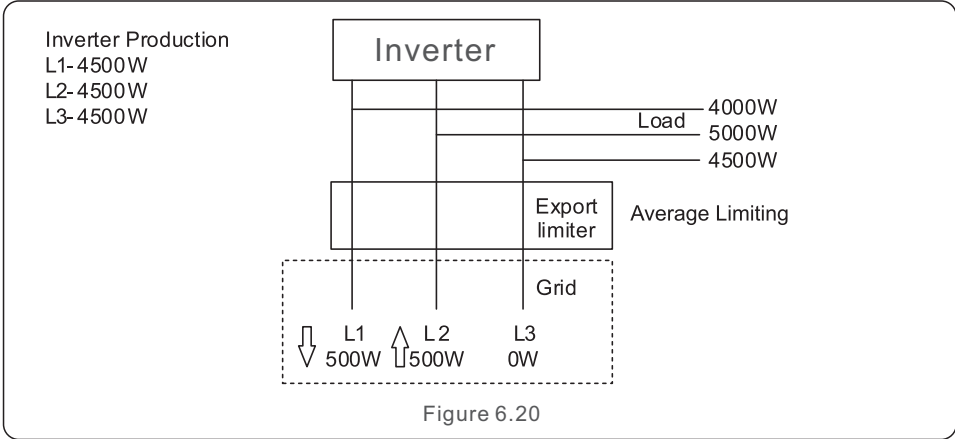 Inverter Production
L1-4500W
L2-4500W
L3-4500W
Inverter
4000W
Load
5000W
4500W
Export
limiter
Average Limiting
Grid
L1 L2 L3
500W 500W 0W
Figure 6.20